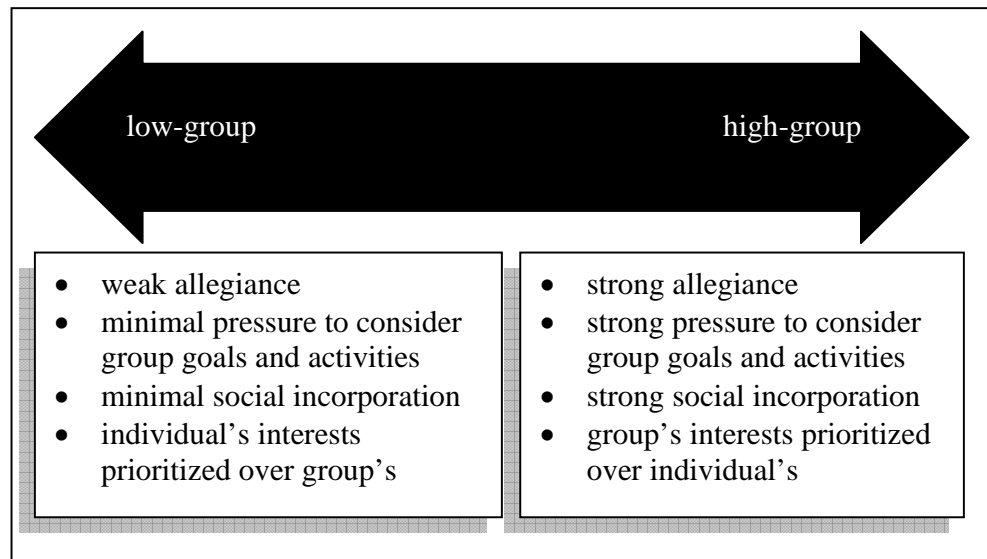 low-group
high-group
• weak allegiance
• minimal pressure to consider
group goals and activities
• minimal social incorporation
• individual’s interests
prioritized over group’s
• strong allegiance
• strong pressure to consider
group goals and activities
• strong social incorporation
• group’s interests prioritized
over individual’s